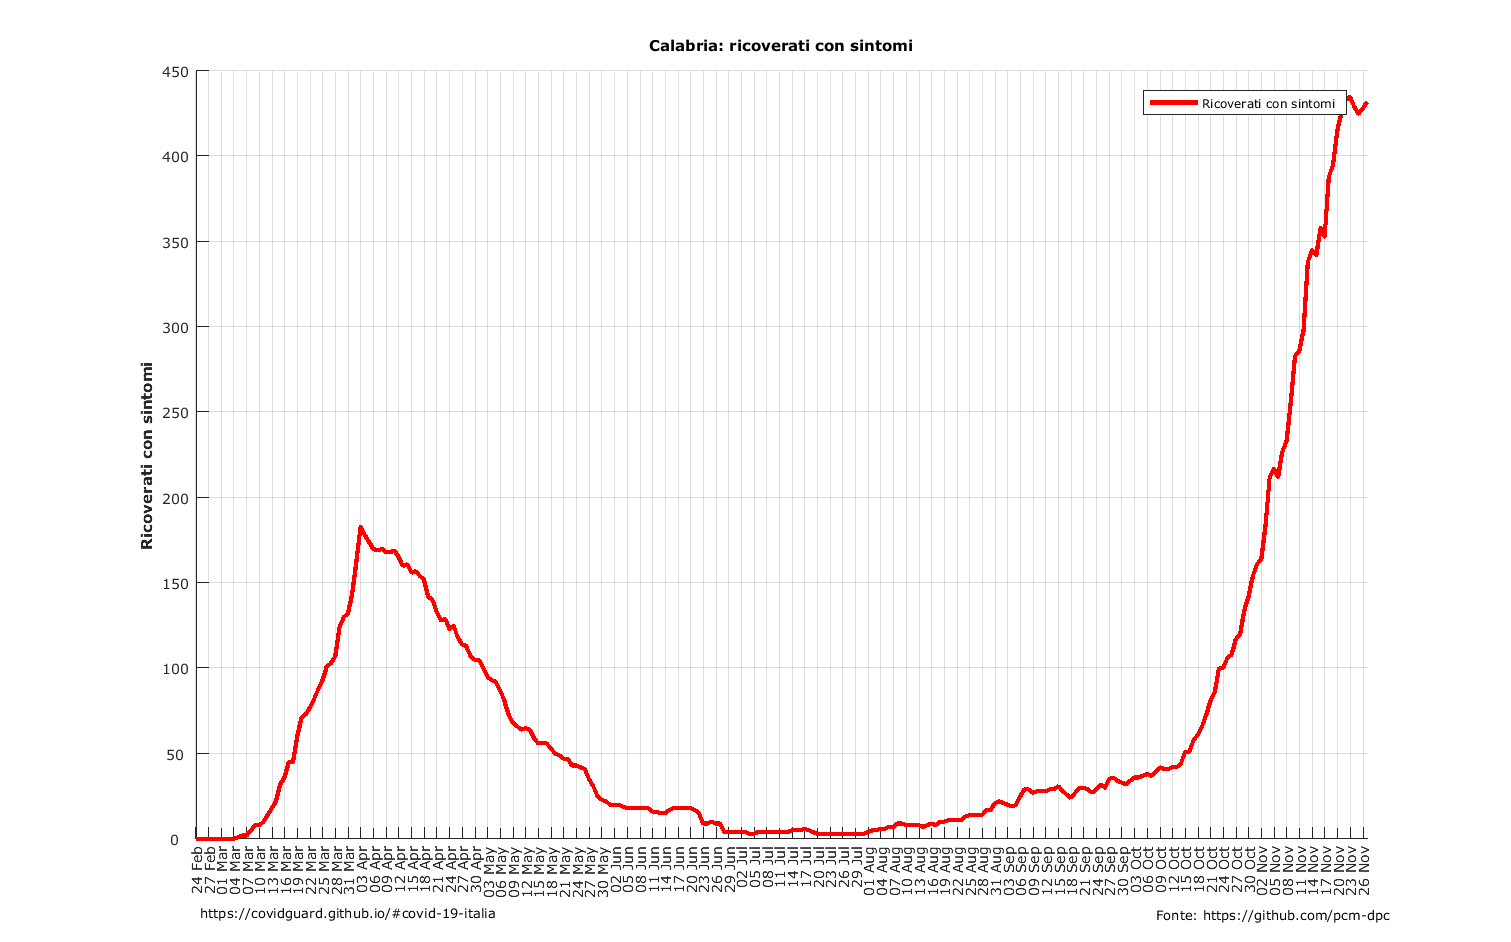 Calabria: ricoverati con sintomi
Ricoverati con sintomi
450
400
350
300
250
200
150
100
50
0
Ricoverati con sintomi
24 Feb
27 Feb
01 Mar
04 Mar
07 Mar
10 Mar
13 Mar
16 Mar
19 Mar
22 Mar
25 Mar
28 Mar
31 Mar
03 Apr
06 Apr
09 Apr
12 Apr
15 Apr
18 Apr
21 Apr
24 Apr
27 Apr
30 Apr
03 May
06 May
09 May
12 May
15 May
18 May
21 May
24 May
27 May
30 May
02 Jun
05 Jun
08 Jun
11 Jun
14 Jun
17 Jun
20 Jun
23 Jun
26 Jun
29 Jun
02 Jul
05 Jul
08 Jul
11 Jul
14 Jul
17 Jul
20 Jul
23 Jul
26 Jul
29 Jul
01 Aug
04 Aug
07 Aug
10 Aug
13 Aug
16 Aug
19 Aug
22 Aug
25 Aug
28 Aug
31 Aug
03 Sep
06 Sep
09 Sep
12 Sep
15 Sep
18 Sep
21 Sep
24 Sep
27 Sep
30 Sep
03 Oct
06 Oct
09 Oct
12 Oct
15 Oct
18 Oct
21 Oct
24 Oct
27 Oct
30 Oct
02 Nov
05 Nov
08 Nov
11 Nov
14 Nov
17 Nov
20 Nov
23 Nov
26 Nov
https://covidguard.github.io/#covid-19-italia
Fonte: https://github.com/pcm-dpc